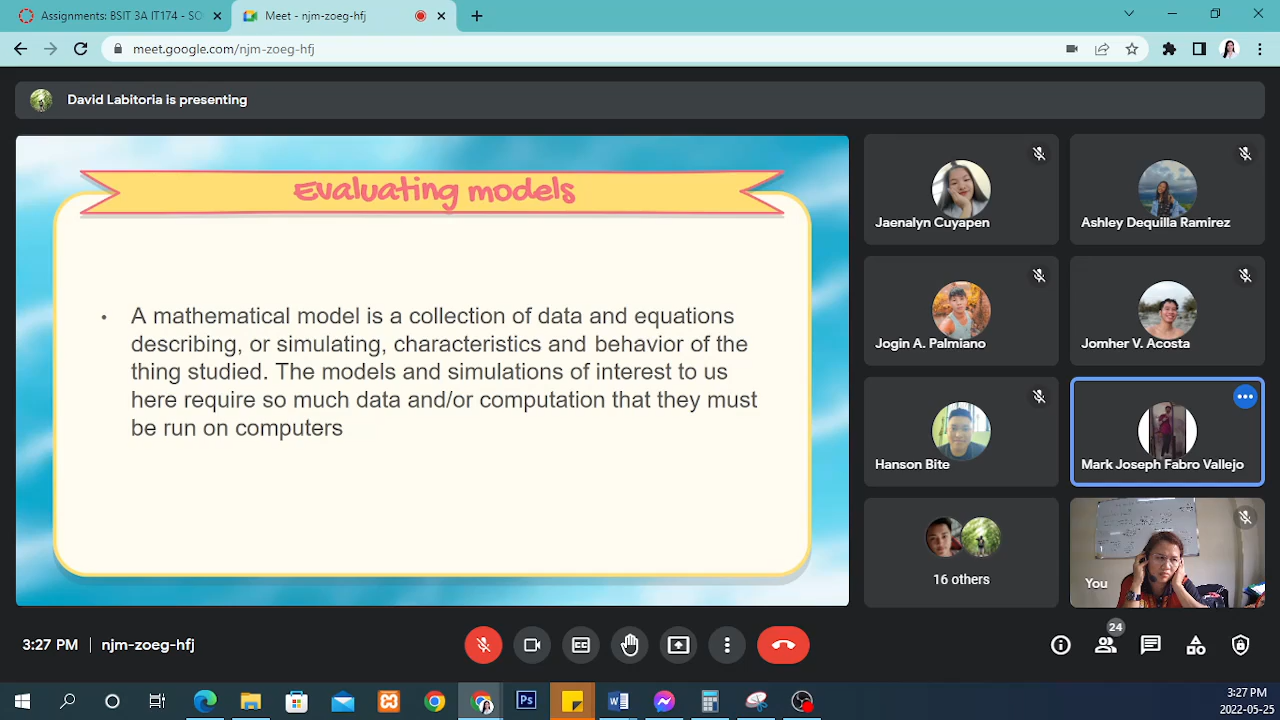 Assignments: BSIT 3A IT174 - SO
Meet - njm-zoeg-hfj
meet.google.com/njm-zoeg-hfj
David Labitoria is presenting
Evaluating models
• A mathematical model is a collection of data and equations
describing, or simulating, characteristics and behavior of the
thing studied. The models and simulations of interest to us
here require so much data and/or computation that they must
be run on computers
Jaenalyn Cuyapen
Ashley Dequilla Ramirez
Jogin A. Palmiano
Jomher V. Acosta
Hanson Bite
Mark Joseph Fabro Vallejo
16 others
You
3:27 PM | njm-zoeg-hfj
CC
24
Ps
W
3:27 PM
2022-05-25